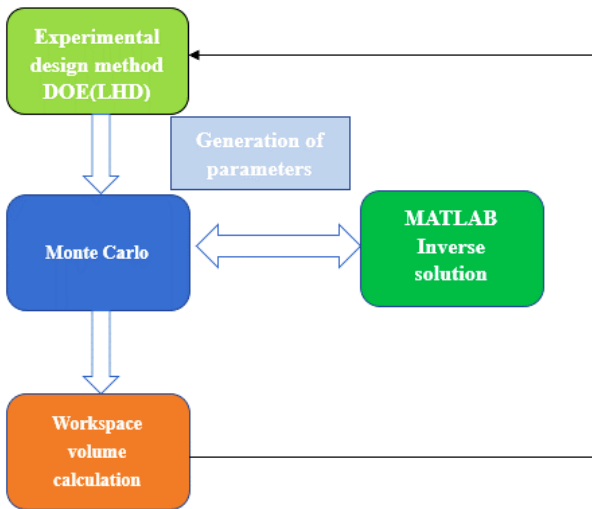 Experimental
design method
DOE(LHD)
Generation of
parameters
Monte Carlo
MATLAB
Inverse
solution
Workspace
volume
calculation